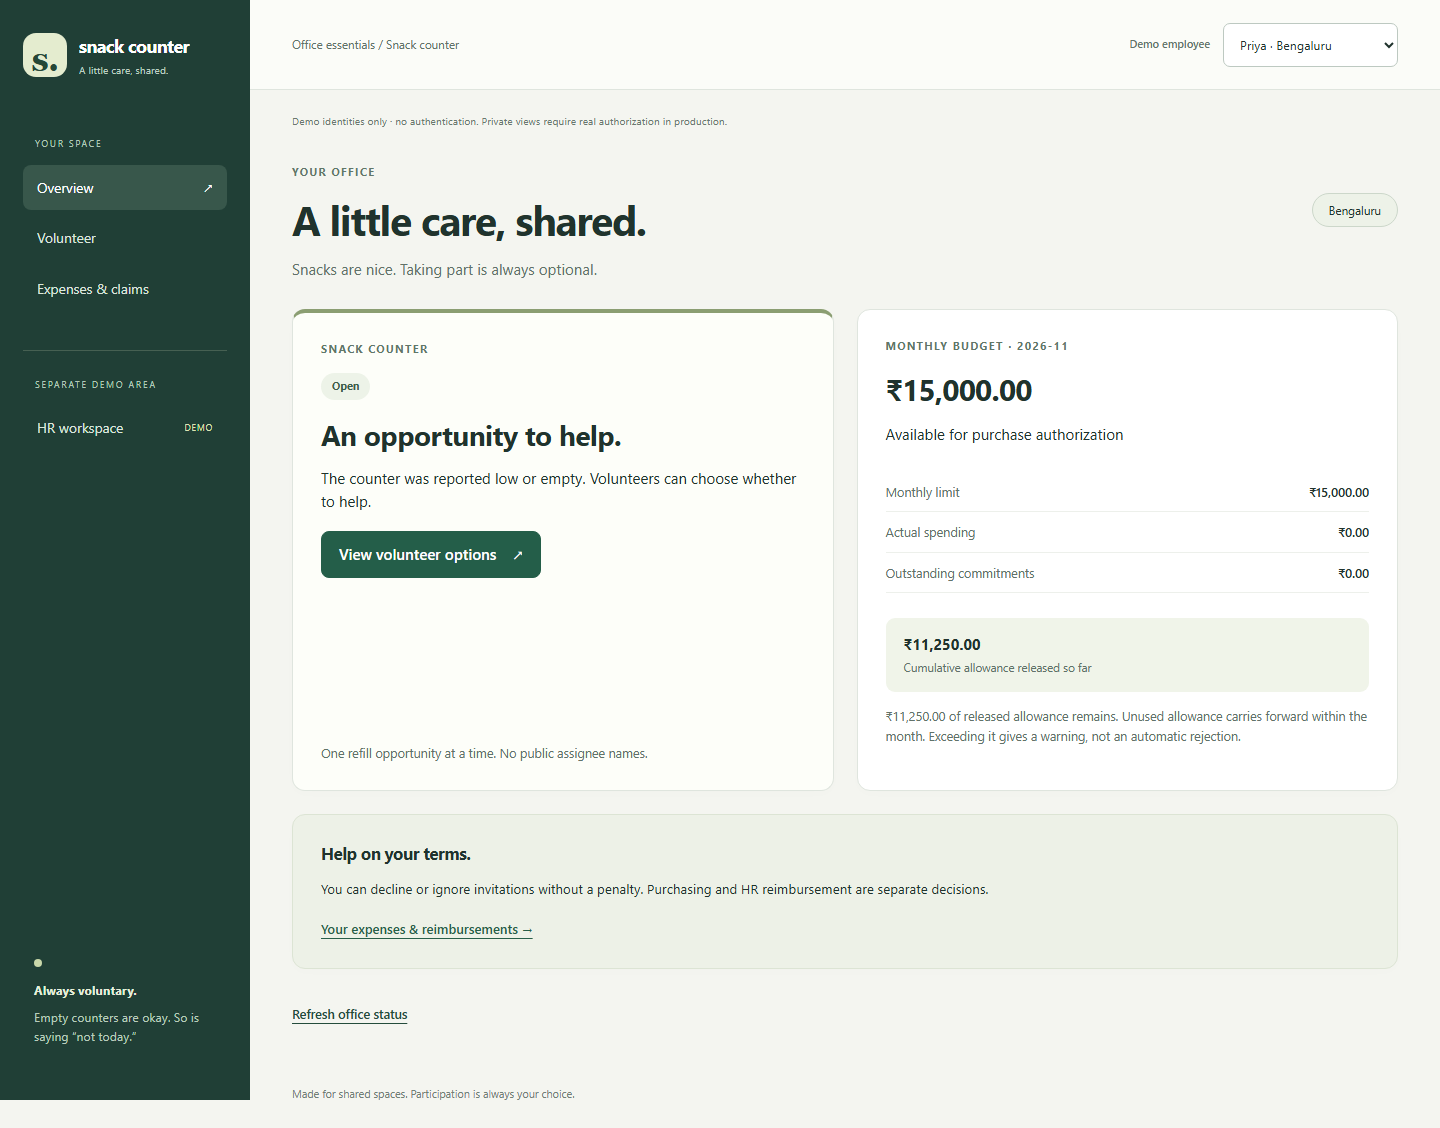 s.
snack counter
A little care, shared.
YOUR SPACE
Overview ↗
Volunteer
Expenses & claims
SEPARATE DEMO AREA
HR workspace DEMO
Always voluntary.
Empty counters are okay. So is
saying “not today.”
Office essentials / Snack counter
Demo employee
Priya · Bengaluru
Demo identities only · no authentication. Private views require real authorization in production.
YOUR OFFICE
A little care, shared.
Bengaluru
Snacks are nice. Taking part is always optional.
SNACK COUNTER
Open
An opportunity to help.
The counter was reported low or empty. Volunteers can choose whether
to help.
View volunteer options ↗
One refill opportunity at a time. No public assignee names.
MONTHLY BUDGET · 2026-11
₹15,000.00
Available for purchase authorization
Monthly limit ₹15,000.00
Actual spending ₹0.00
Outstanding commitments ₹0.00
₹11,250.00
Cumulative allowance released so far
₹11,250.00 of released allowance remains. Unused allowance carries forward within the
month. Exceeding it gives a warning, not an automatic rejection.
Help on your terms.
You can decline or ignore invitations without a penalty. Purchasing and HR reimbursement are separate decisions.
Your expenses & reimbursements →
Refresh office status
Made for shared spaces. Participation is always your choice.